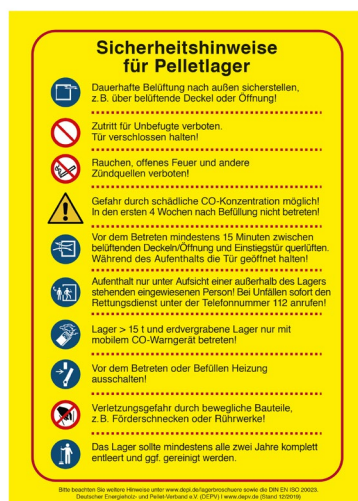 Sicherheitshinweise
für Pelletlager
Dauerhafte Belüftung nach außen sicherstellen,
z.B. über belüftende Deckel oder Öffnung!
Zutritt für Unbefugte verboten.
Tür verschlossen halten!
Rauchen, offenes Feuer und andere
Zündquellen verboten!
Gefahr durch schädliche CO-Konzentration möglich!
In den ersten 4 Wochen nach Befüllung nicht betreten!
Vor dem Betreten mindestens 15 Minuten zwischen
belüftenden Deckeln/Öffnung und Einstiegstür querlüften.
Während des Aufenthalts die Tür geöffnet halten!
Aufenthalt nur unter Aufsicht einer außerhalb des Lagers
stehenden eingewiesenen Person! Bei Unfällen sofort den
Rettungsdienst unter der Telefonnummer 112 anrufen!
Lager > 15 t und erdvergrabene Lager nur mit
mobilem CO-Warngerät betreten!
Vor dem Betreten oder Befüllen Heizung
ausschalten!
Verletzungsgefahr durch bewegliche Bauteile,
z.B. Förderschnecken oder Rührwerke!
Das Lager sollte mindestens alle zwei Jahre komplett
entleert und ggf. gereinigt werden.
Bitte beachten Sie weitere Hinweise unter www.depi.de/lagerbroschuere sowie die DIN EN ISO 20023.
Deutscher Energieholz- und Pellet-Verband e.V. (DEPV) | www.depv.de (Stand 12/2019)